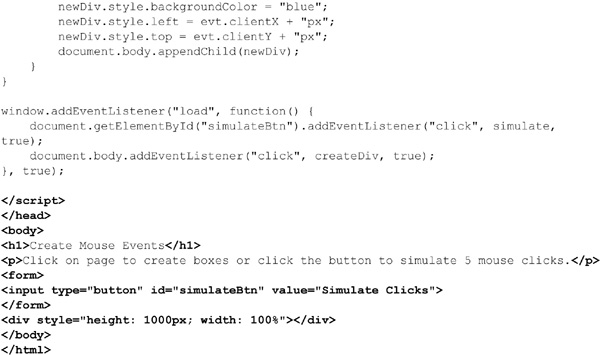 newDiv.style.backgroundColor = "blue";
newDiv.style.left = evt.clientX + "px";
newDiv.style.top = evt.clientY + "px";
document.body.appendChild(newDiv);
}
}
window.addEventListener("load", function() {
document.getElementById("simulateBtn").addEventListener("click", simulate,
true);
document.body.addEventListener("click", createDiv, true);
}, true);
</script>
</head>
<body>
<h1>Create Mouse Events</h1>
<p>Click on page to create boxes or click the button to simulate 5 mouse clicks.</p>
<form>
<input type="button" id="simulateBtn" value="Simulate Clicks">
</form>
<div style="height: 1000px; width: 100%"></div>
</body>
</html>